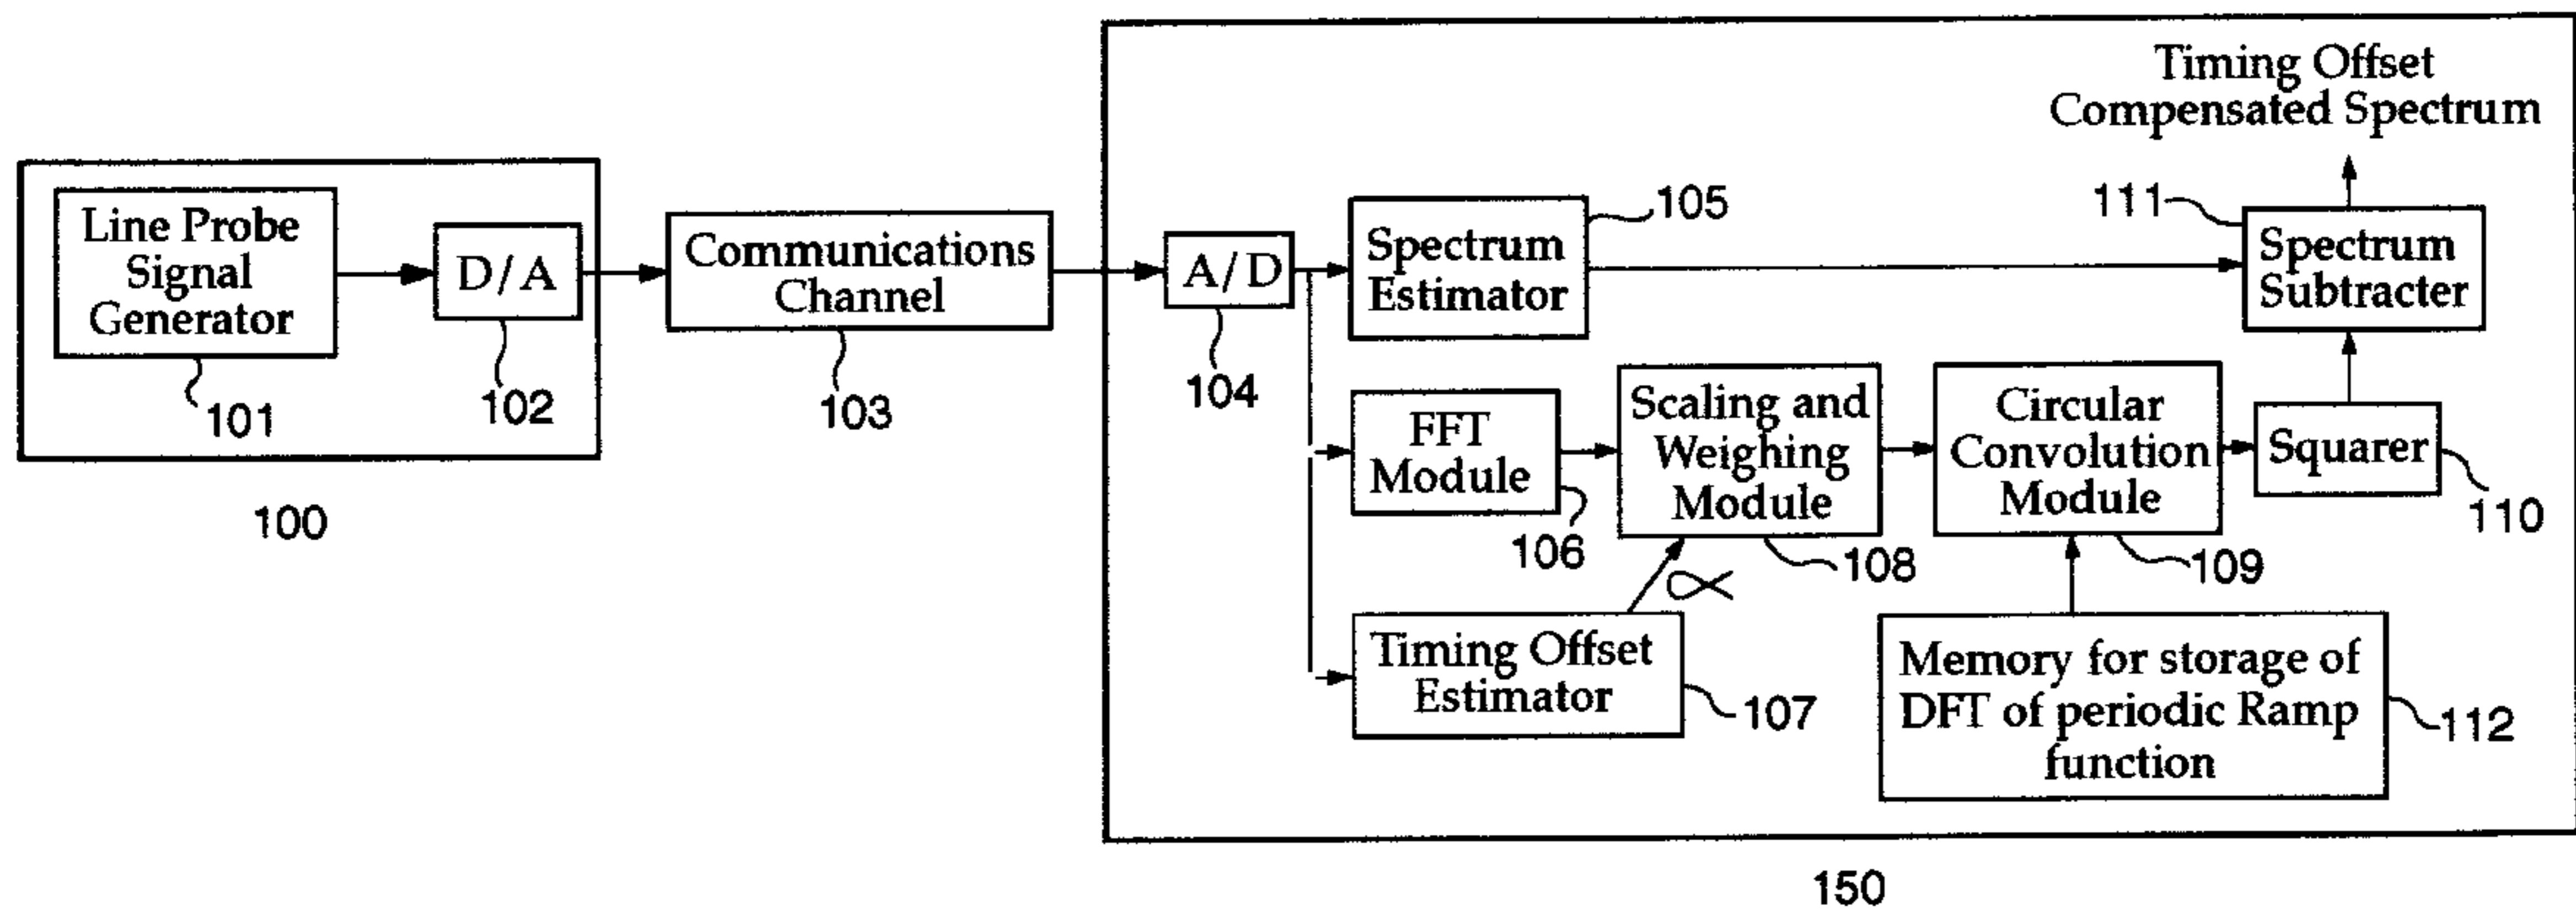 Line Probe
Signal
Generator
101
D/A
102
100
Communications
Channel
103
A/D
104
Spectrum
Estimator
105
FFT
Module
106
Timing Offset
Estimator
107
∝
Scaling and
Weighing
Module
108
Circular
Convolution
Module
109
Squarer
110
Memory for storage of
DFT of periodic Ramp
function
112
111
Spectrum
Subtracter
Timing Offset
Compensated Spectrum
150